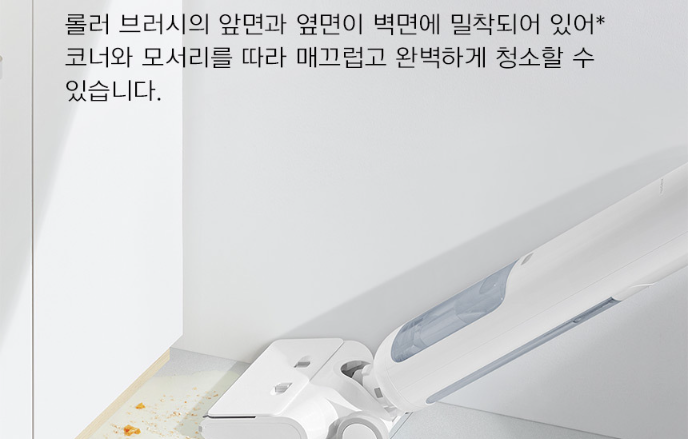 롤러 브러시의 앞면과 옆면이 벽면에 밀착되어 있어*
코너와 모서리를 따라 매끄럽고 완벽하게 청소할 수
있습니다.